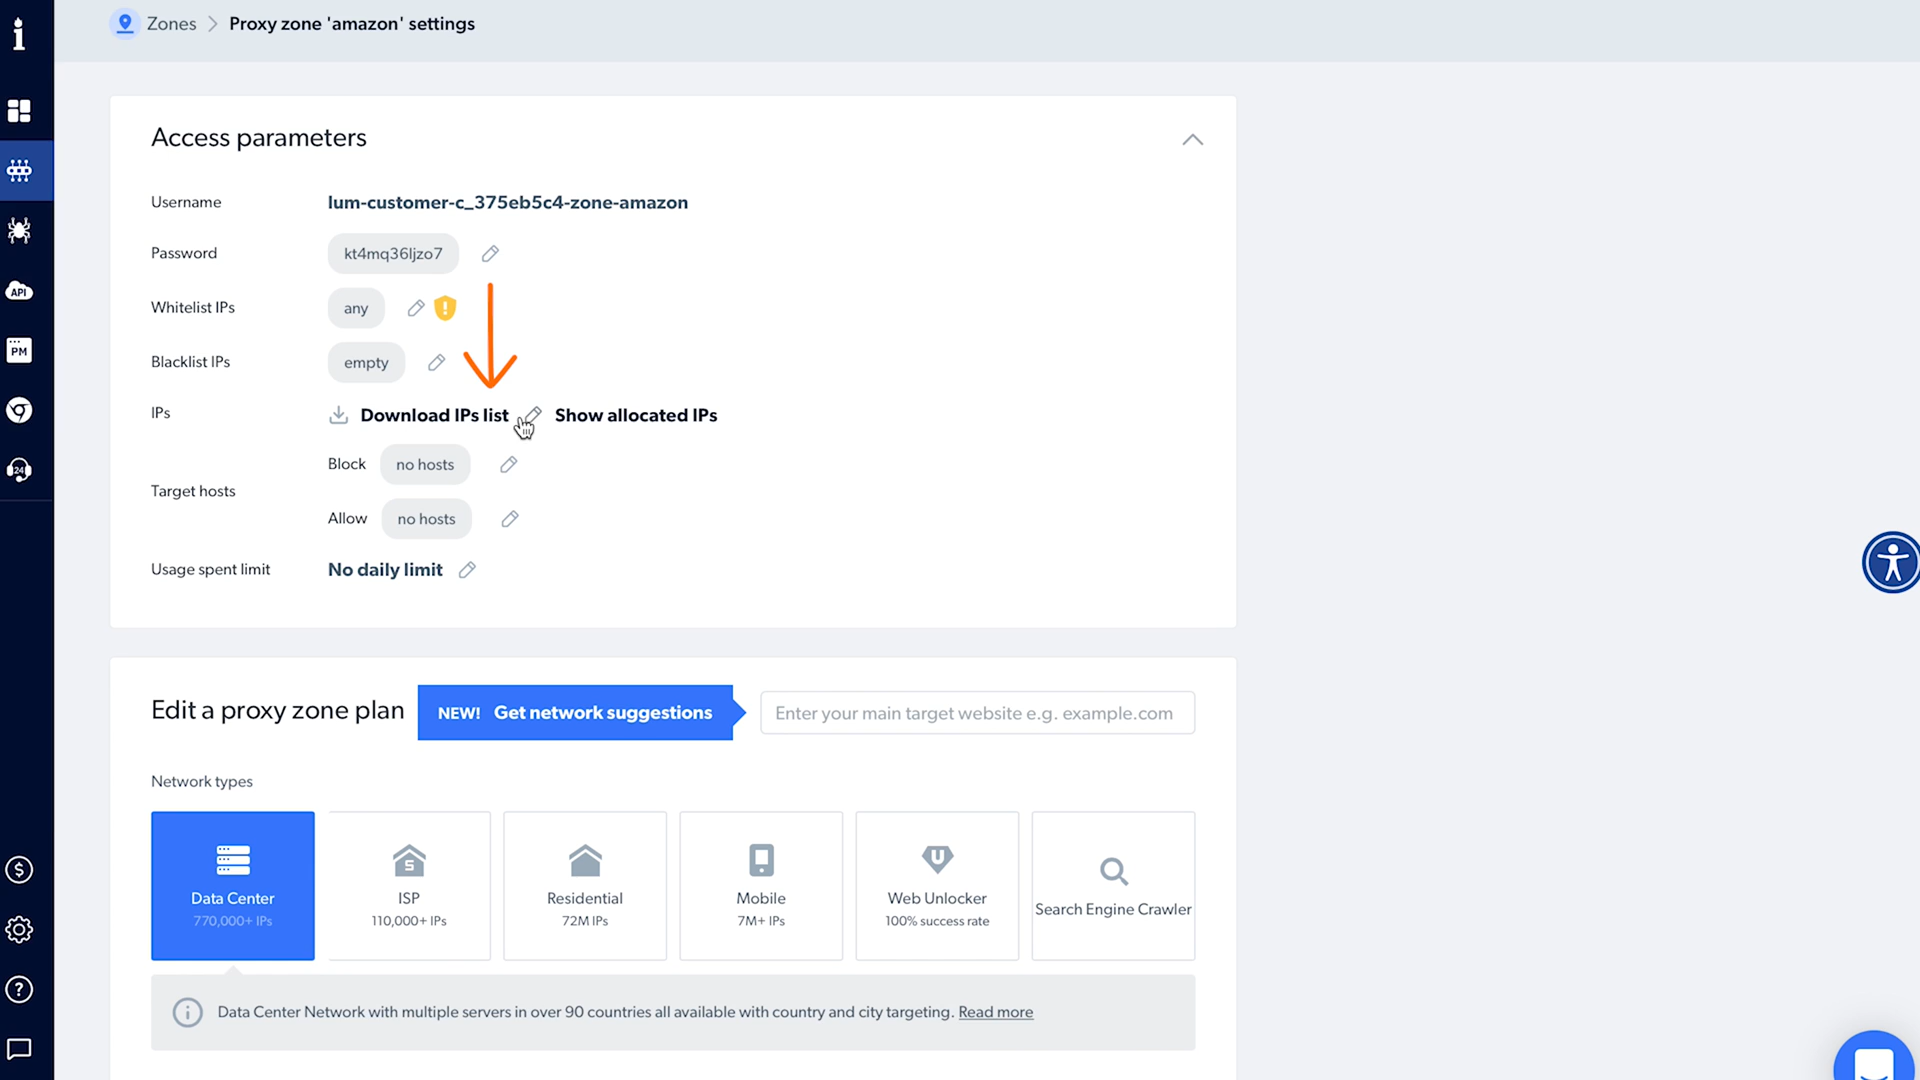 Zones > Proxy zone 'amazon' settings
Access parameters
Username lum-customer-c_375eb5c4-zone-amazon
Password kt4mq36ljzo7
Whitelist IPs any
Blacklist IPs empty
IPs Download IPs list Show allocated IPs
Block no hosts
Target hosts
Allow no hosts
Usage spent limit No daily limit
Edit a proxy zone plan NEW! Get network suggestions Enter your main target website e.g. example.com
Network types
Data Center
770,000+ IPs
ISP
110,000+ IPs
Residential
72M IPs
Mobile
7M+ IPs
Web Unlocker
100% success rate
Search Engine Crawler
Data Center Network with multiple servers in over 90 countries all available with country and city targeting. Read more
API
PM
24